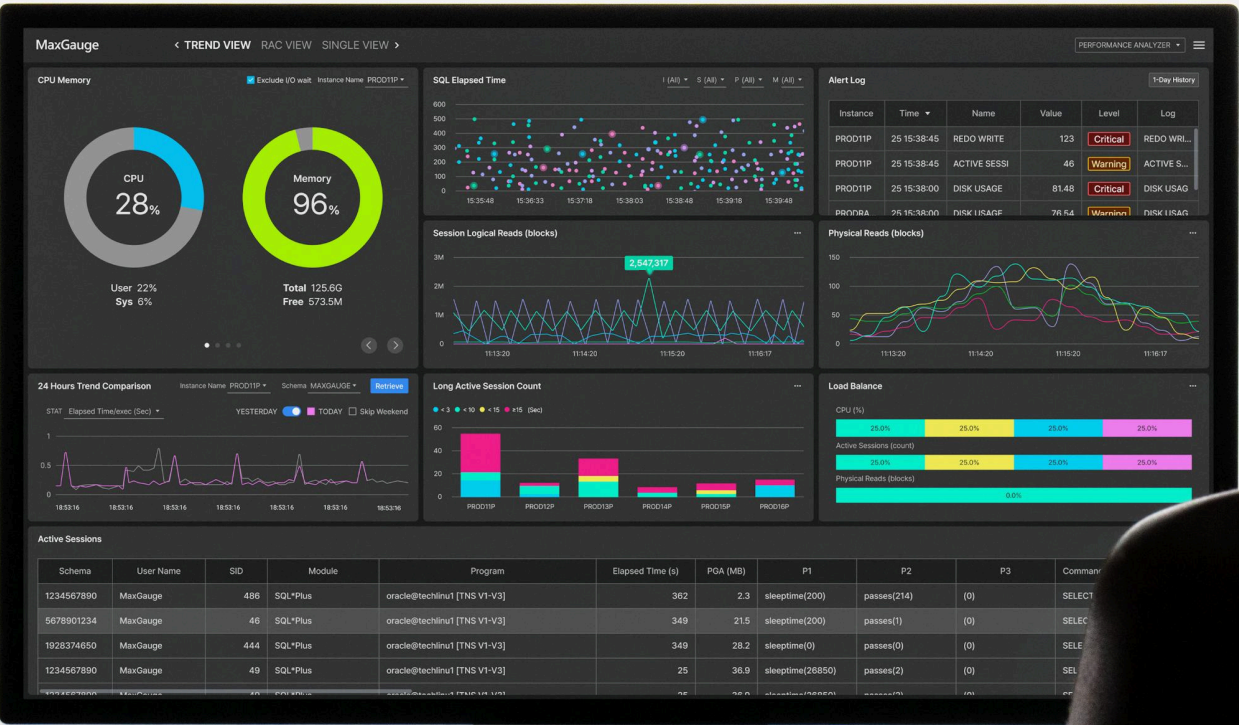 MaxGauge
< TREND VIEW RAC VIEW SINGLE VIEW >
PERFORMANCE ANALYZER
CPU Memory
Exclude I/O wait Instance Name PROD11P
CPU
28%
User 22%
Sys 6%
Memory
96%
Total 125.6G
Free 573.5M
SQL Elapsed Time
I (All) S (All) P (All) M (All)
600
500
400
300
200
100
0
15:35:48 15:36:33 15:37:18 15:38:03 15:38:48 15:39:18 15:39:48
Alert Log
1-Day History
Instance Time Name Value Level Log
PROD11P 25 15:38:45 REDO WRITE 123 Critical REDO WRI...
PROD11P 25 15:38:45 ACTIVE SESSI 46 Warning ACTIVE S...
PROD11P 25 15:38:00 DISK USAGE 81.48 Critical DISK USAG
PRODRA... 25 15:38:00 DISK USAGE 76.54 Warning DISK USAG
Session Logical Reads (blocks)
...
3M
2M
1M
0
2,547,317
11:13:20 11:14:20 11:15:20 11:16:17
Physical Reads (blocks)
...
150
100
50
0
11:13:20 11:14:20 11:15:20 11:16:17
24 Hours Trend Comparison
Instance Name PROD11P Schema MAXGAUGE Retrieve
STAT Elapsed Time/exec (Sec) YESTERDAY TODAY Skip Weekend
1
0.5
0
18:53:16 18:53:16 18:53:16 18:53:16 18:53:16 18:53:16 18:53:16
Long Active Session Count
...
< 3 < 10 < 15 ≥15 (Sec)
60
40
20
0
PROD11P PROD12P PROD13P PROD14P PROD15P PROD16P
Load Balance
...
CPU (%)
25.0% 25.0% 25.0% 25.0%
Active Sessions (count)
25.0% 25.0% 25.0% 25.0%
Physical Reads (blocks)
0.0%
Active Sessions
Schema User Name SID Module Program Elapsed TIme (s) PGA (MB) P1 P2 P3 Comman
1234567890 MaxGauge 486 SQL*Plus oracle@techlinu1 [TNS V1-V3] 362 2.3 sleeptime(200) passes(214) (0) SELECT
5678901234 MaxGauge 46 SQL*Plus oracle@techlinu1 [TNS V1-V3] 349 21.5 sleeptime(200) passes(1) (0) SELEC
1928374650 MaxGauge 444 SQL*Plus oracle@techlinu1 [TNS V1-V3] 349 28.2 sleeptime(0) passes(0) (0) SEL
1234567890 MaxGauge 49 SQL*Plus oracle@techlinu1 [TNS V1-V3] 25 36.9 sleeptime(26850) passes(2) (0) SEL